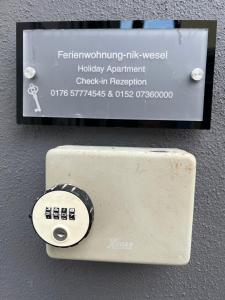 Ferienwohnung-nik-wesel
Holiday Apartment
Check-in Rezeption
0176 57774545 & 0152 07360000